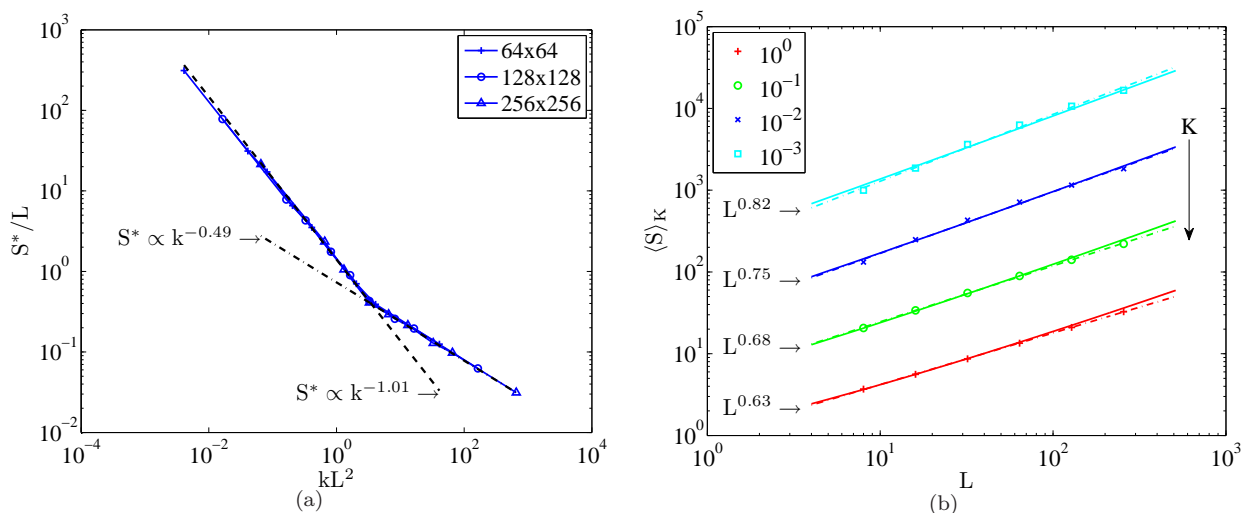 10^3
10^2
10^1
10^0
10^{-1}
10^{-2}
S*/L
64x64
128x128
256x256
S* ∝ k^{-0.49} →
S* ∝ k^{-1.01} →
10^{-4}
10^{-2}
10^0
10^2
10^4
kL^2
(a)
10^5
10^4
10^3
10^2
10^1
10^0
⟨S⟩_K
10^0
10^{-1}
10^{-2}
10^{-3}
K
L^{0.82} →
L^{0.75} →
L^{0.68} →
L^{0.63} →
10^0
10^1
10^2
10^3
L
(b)